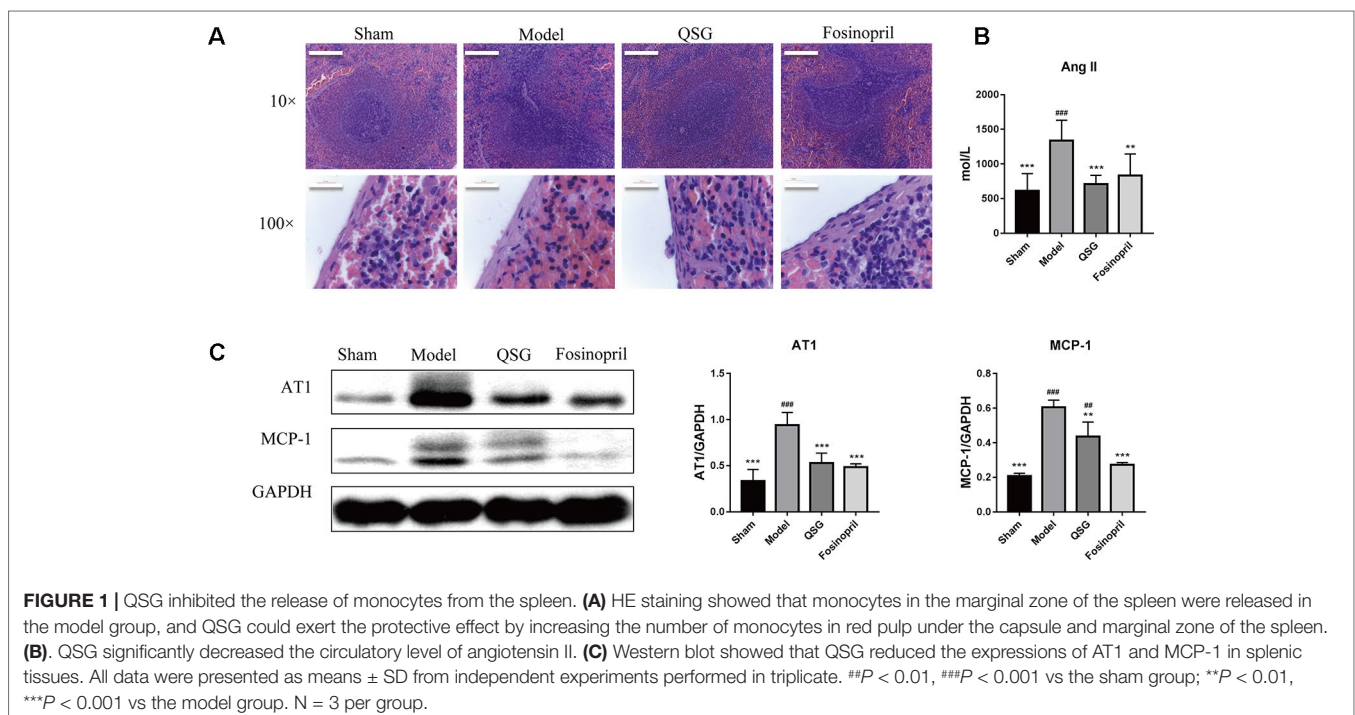 A
Sham Model QSG Fosinopril
10×
100×
B
Ang II
mol/L
2000
1500
1000
500
0
***
###
***
**
Sham Model QSG Fosinopril
C
Sham Model QSG Fosinopril
AT1
MCP-1
GAPDH
AT1
AT1/GAPDH
1.5
1.0
0.5
0.0
***
###
***
***
Sham Model QSG Fosinopril
MCP-1
MCP-1/GAPDH
0.8
0.6
0.4
0.2
0.0
***
###
##
**
***
Sham Model QSG Fosinopril
FIGURE 1 | QSG inhibited the release of monocytes from the spleen. (A) HE staining showed that monocytes in the marginal zone of the spleen were released in
the model group, and QSG could exert the protective effect by increasing the number of monocytes in red pulp under the capsule and marginal zone of the spleen.
(B). QSG significantly decreased the circulatory level of angiotensin II. (C) Western blot showed that QSG reduced the expressions of AT1 and MCP-1 in splenic
tissues. All data were presented as means ± SD from independent experiments performed in triplicate. ##P < 0.01, ###P < 0.001 vs the sham group; **P < 0.01,
***P < 0.001 vs the model group. N = 3 per group.